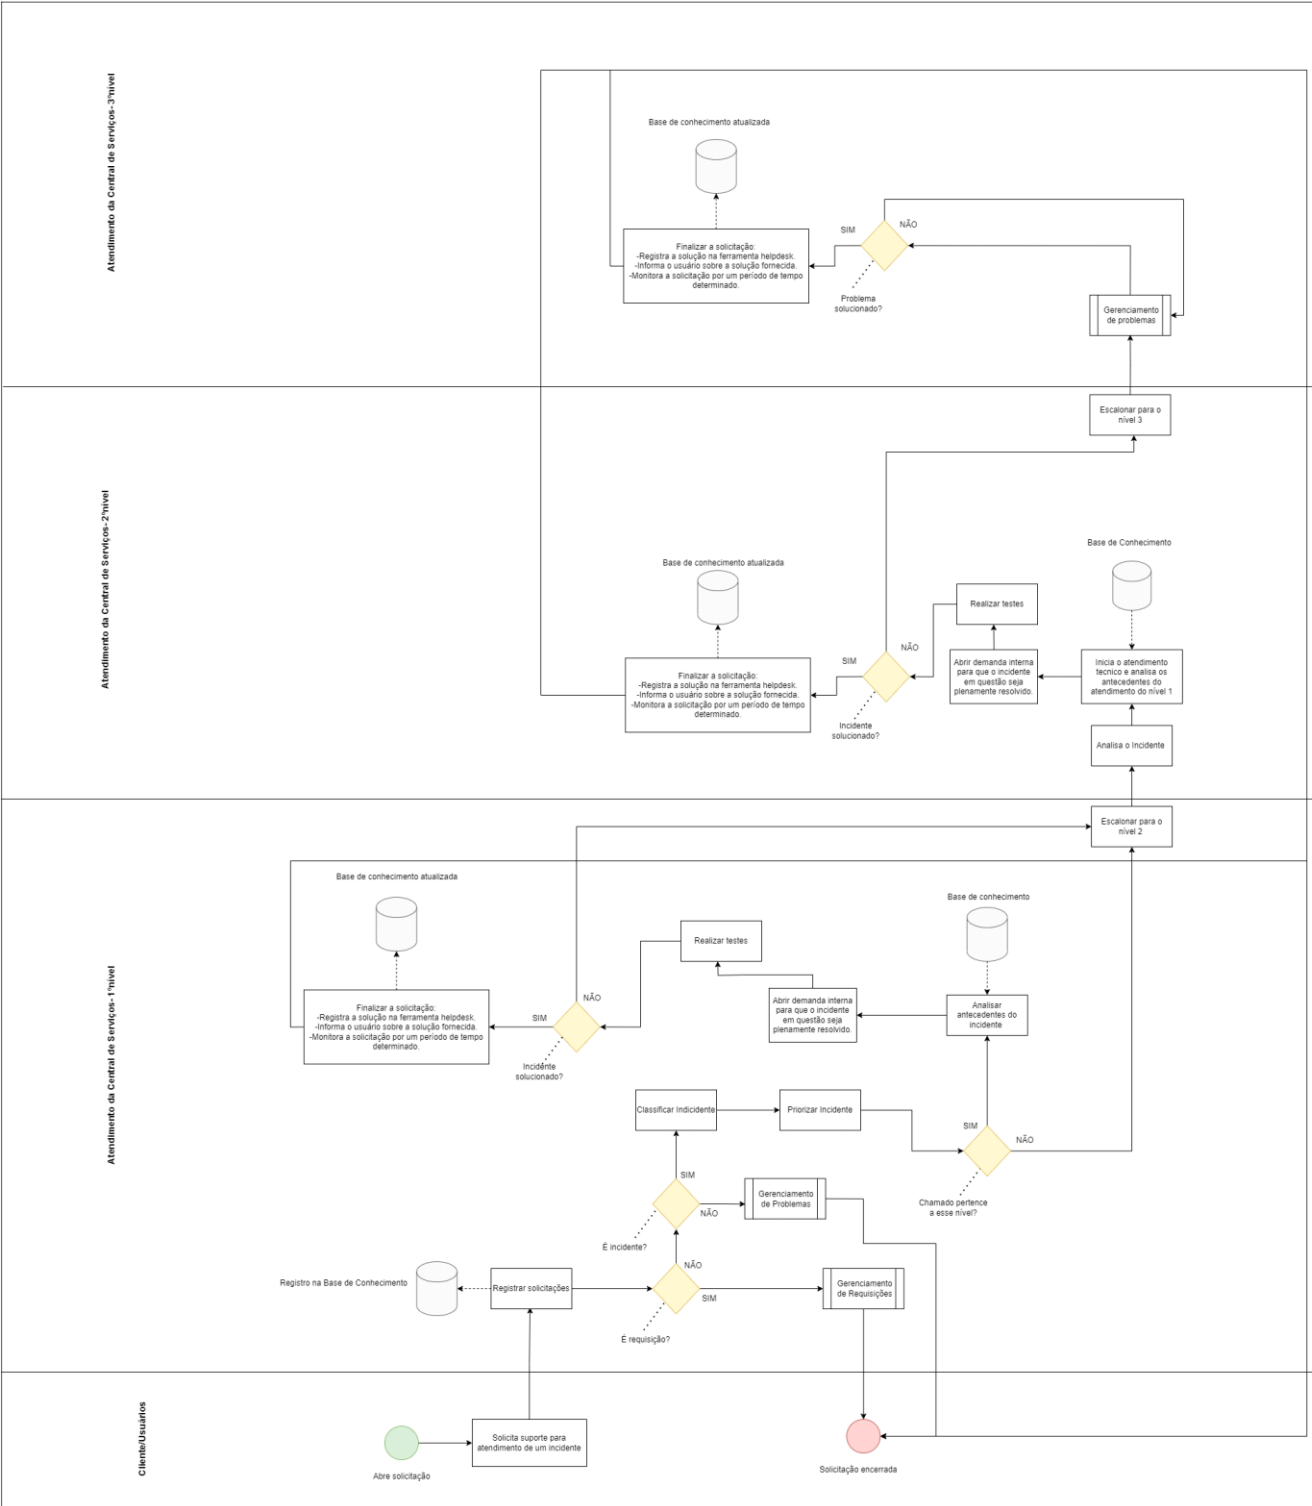 Atendimento da Central de Serviços- 3ºnível
Base de conhecimento atualizada
Finalizar a solicitação:
-Registra a solução na ferramenta helpdesk.
-Informa o usuário sobre a solução fornecida.
-Monitora a solicitação por um período de tempo
determinado.
SIM
NÃO
Problema
solucionado?
Gerenciamento
de problemas
Atendimento da Central de Serviços- 2ºnível
Escalonar para o
nível 3
Base de Conhecimento
Base de conhecimento atualizada
Realizar testes
Finalizar a solicitação:
-Registra a solução na ferramenta helpdesk.
-Informa o usuário sobre a solução fornecida.
-Monitora a solicitação por um período de tempo
determinado.
SIM
NÃO
Incidente
solucionado?
Abrir demanda interna
para que o incidente
em questão seja
plenamente resolvido.
Inicia o atendimento
tecnico e analisa os
antecedentes do
atendimento do nível 1
Analisa o Incidente
Atendimento da Central de Serviços- 1ºnível
Escalonar para o
nível 2
Base de conhecimento atualizada
Base de conhecimento
Realizar testes
Finalizar a solicitação:
-Registra a solução na ferramenta helpdesk.
-Informa o usuário sobre a solução fornecida.
-Monitora a solicitação por um período de tempo
determinado.
SIM
NÃO
Incidente
solucionado?
Abrir demanda interna
para que o incidente
em questão seja
plenamente resolvido.
Analisar
antecedentes do
incidente
Classificar Indicidente
Priorizar Incidente
SIM
NÃO
Chamado pertence
a esse nível?
SIM
NÃO
É incidente?
Gerenciamento
de Problemas
Registro na Base de Conhecimento
Registrar solicitações
NÃO
SIM
É requisição?
Gerenciamento
de Requisições
Cliente/Usuários
Abre solicitação
Solicita suporte para
atendimento de um incidente
Solicitação encerrada